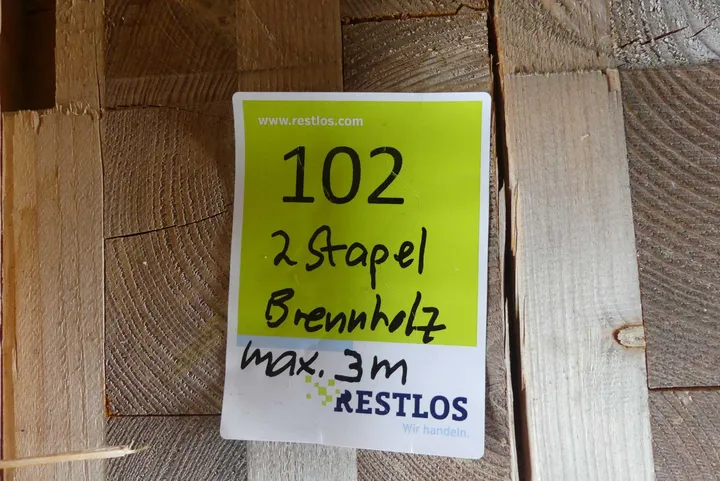 www.restlos.com
102
2 Stapel
Brennholz
max. 3m
RESTLOS
Wir handeln.